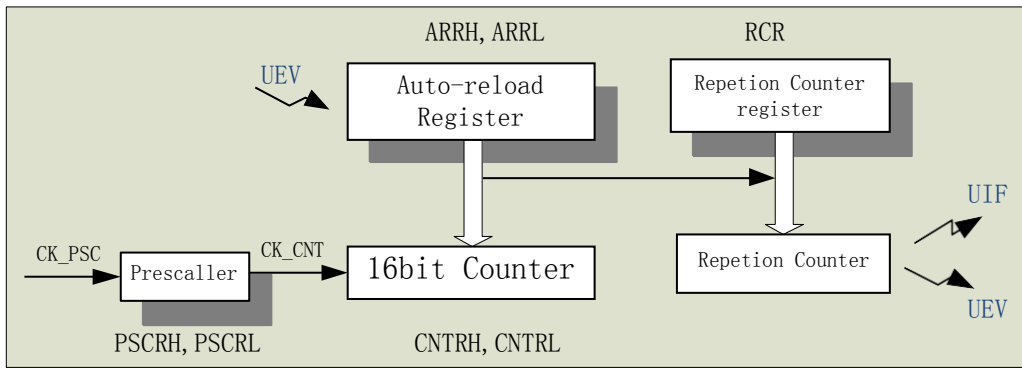 ARRH, ARRL
RCR
UEV
Auto-reload
Register
Repetion Counter
register
UIF
CK_PSC
CK_CNT
Prescaller
16bit Counter
Repetion Counter
UEV
PSCRH, PSCRL
CNTRH, CNTRL